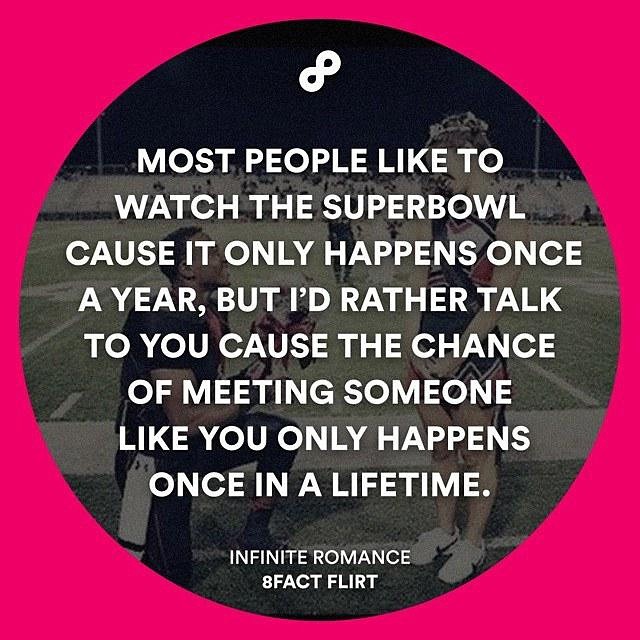 MOST PEOPLE LIKE TO
WATCH THE SUPERBOWL
CAUSE IT ONLY HAPPENS ONCE
A YEAR, BUT I'D RATHER TALK
TO YOU CAUSE THE CHANCE
OF MEETING SOMEONE
LIKE YOU ONLY HAPPENS
ONCE IN A LIFETIME.
INFINITE ROMANCE
8FACT FLIRT